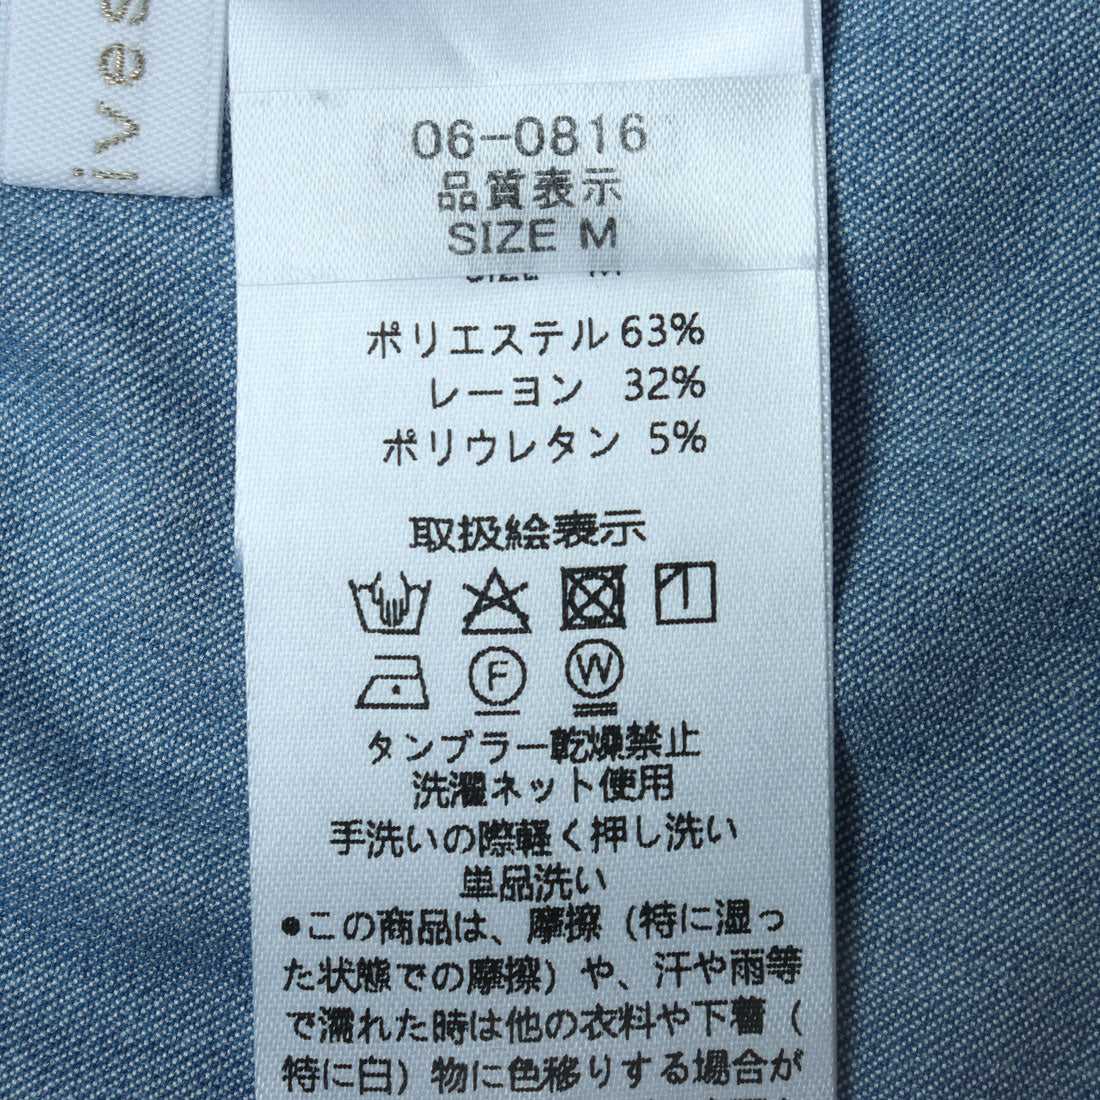 ives
06-0816
品質表示
SIZE M
ポリエステル 63%
レーヨン 32%
ポリウレタン 5%
取扱絵表示
F W
タンブラー乾燥禁止
洗濯ネット使用
手洗いの際軽く押し洗い
単品洗い
●この商品は、摩擦(特に湿っ
た状態での摩擦)や、汗や雨等
で濡れた時は他の衣料や下着(
特に白)物に色移りする場合が